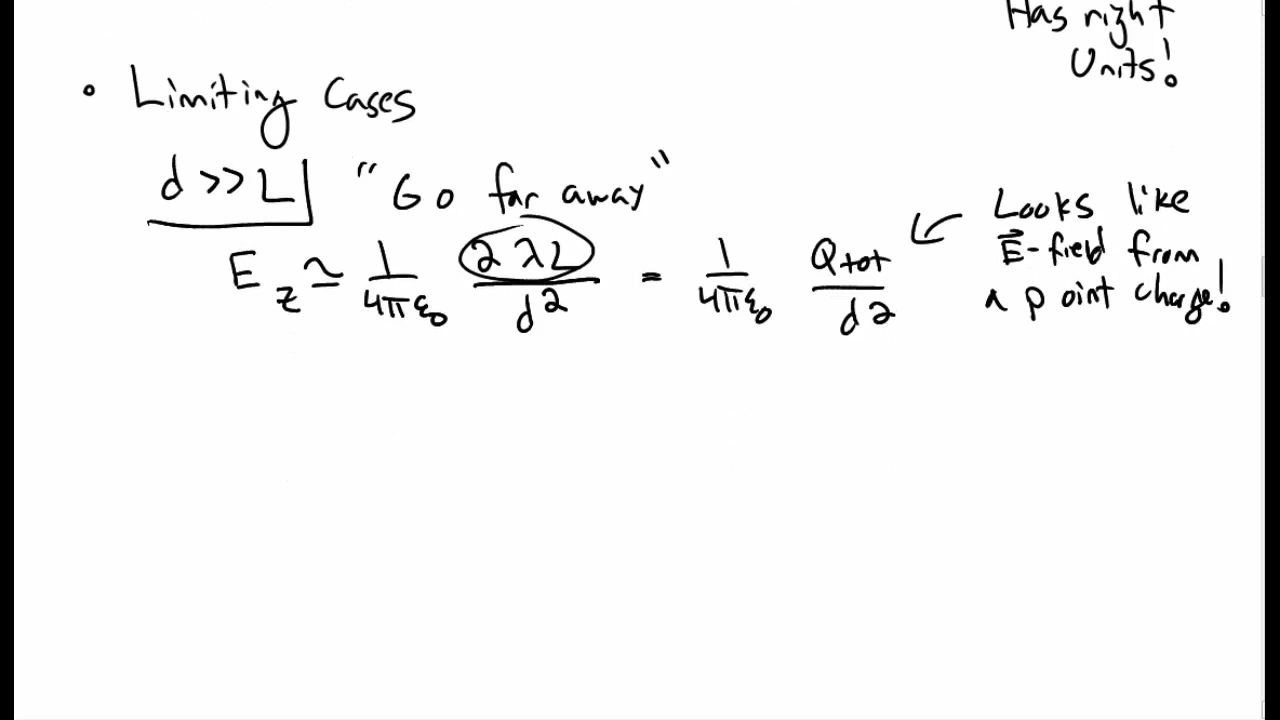 Has right
Units!
• Limiting Cases
d >> L "Go far away"
E_z ≃ 1/(4πε₀) 2λL/d² = 1/(4πε₀) Qtot/d²
Looks like
E⃗-field from
a point charge!